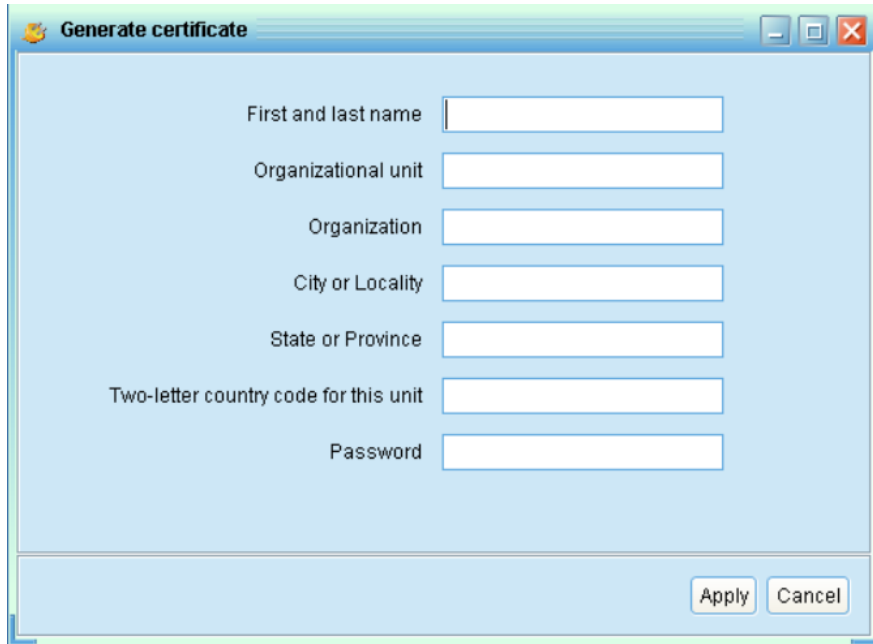 Generate certificate
First and last name
Organizational unit
Organization
City or Locality
State or Province
Two-letter country code for this unit
Password
Apply Cancel